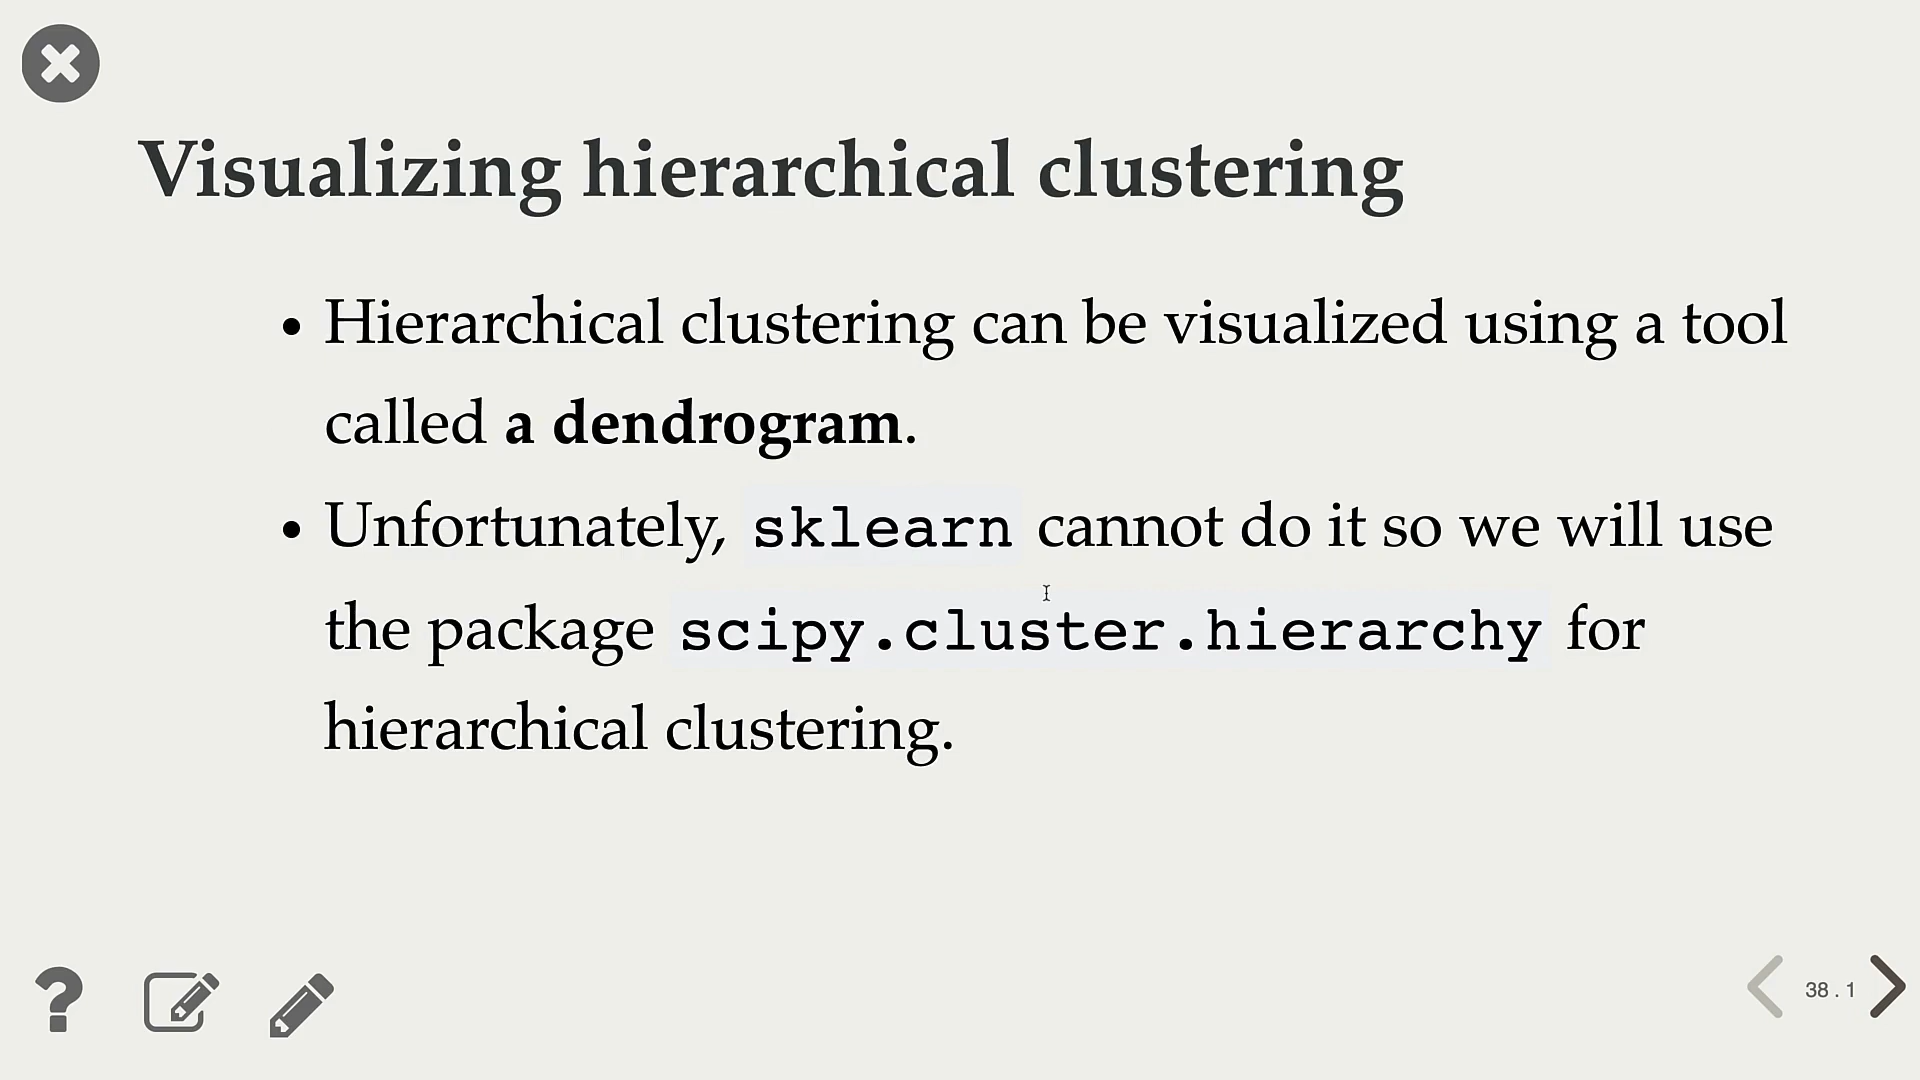 Visualizing hierarchical clustering
• Hierarchical clustering can be visualized using a tool
called a dendrogram.
• Unfortunately, sklearn cannot do it so we will use
the package scipy.cluster.hierarchy for
hierarchical clustering.
38 . 1